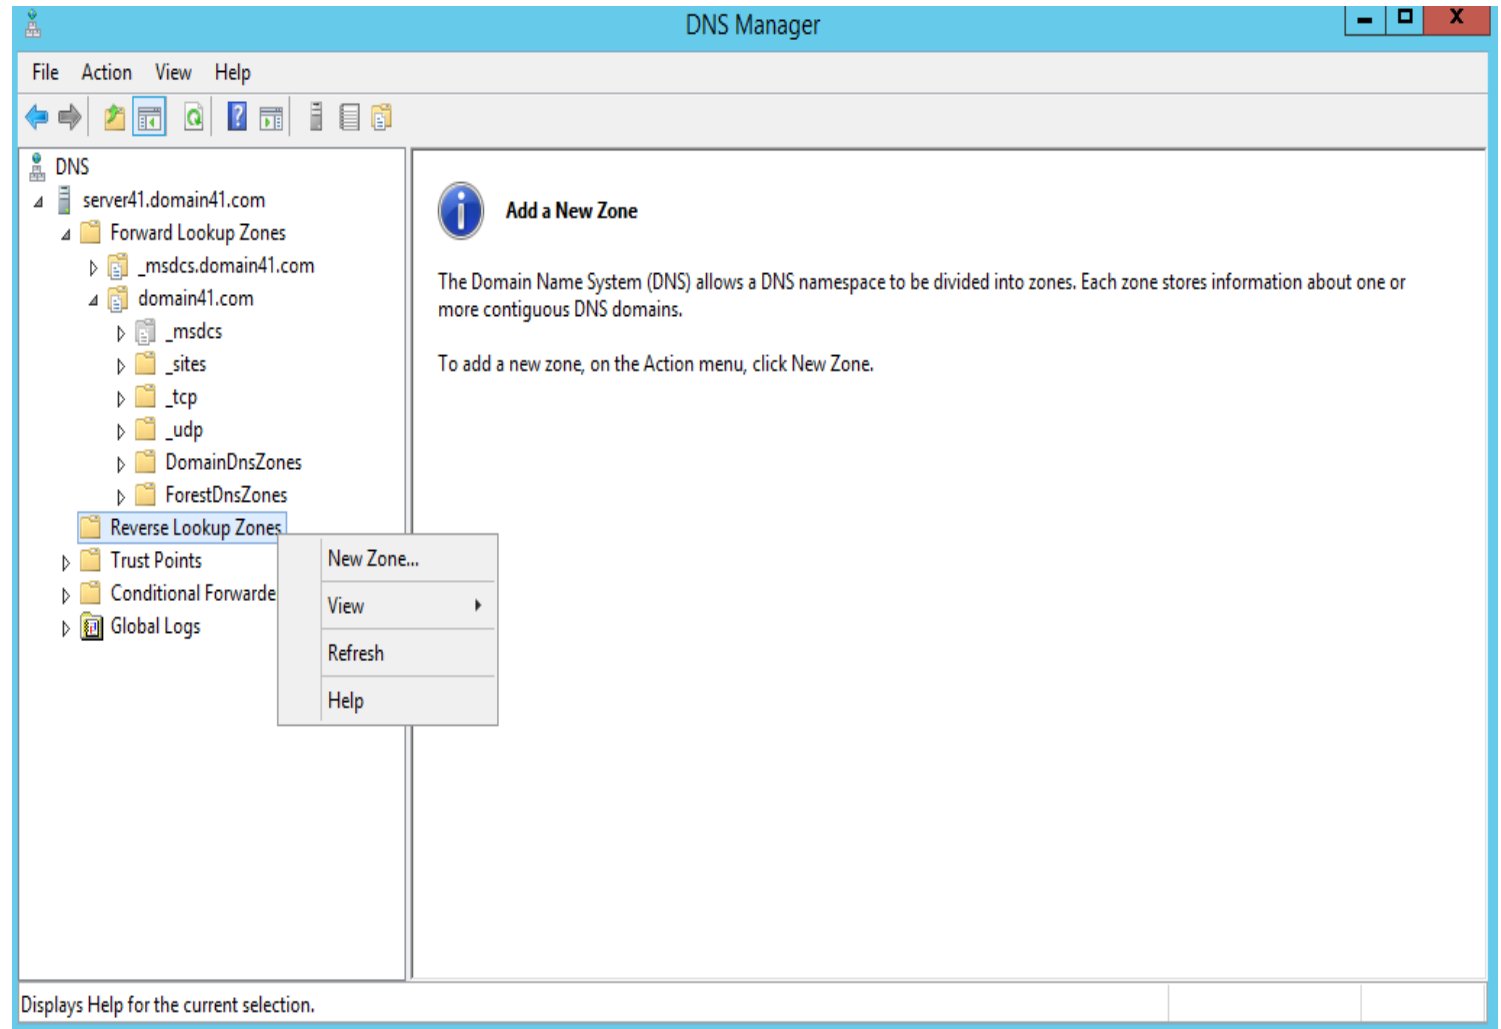 DNS Manager
X
File Action View Help
DNS
server41.domain41.com
Forward Lookup Zones
_msdcs.domain41.com
domain41.com
_msdcs
_sites
_tcp
_udp
DomainDnsZones
ForestDnsZones
Reverse Lookup Zones
Trust Points
Conditional Forwarde
Global Logs
New Zone...
View
Refresh
Help
Add a New Zone
The Domain Name System (DNS) allows a DNS namespace to be divided into zones. Each zone stores information about one or
more contiguous DNS domains.
To add a new zone, on the Action menu, click New Zone.
Displays Help for the current selection.